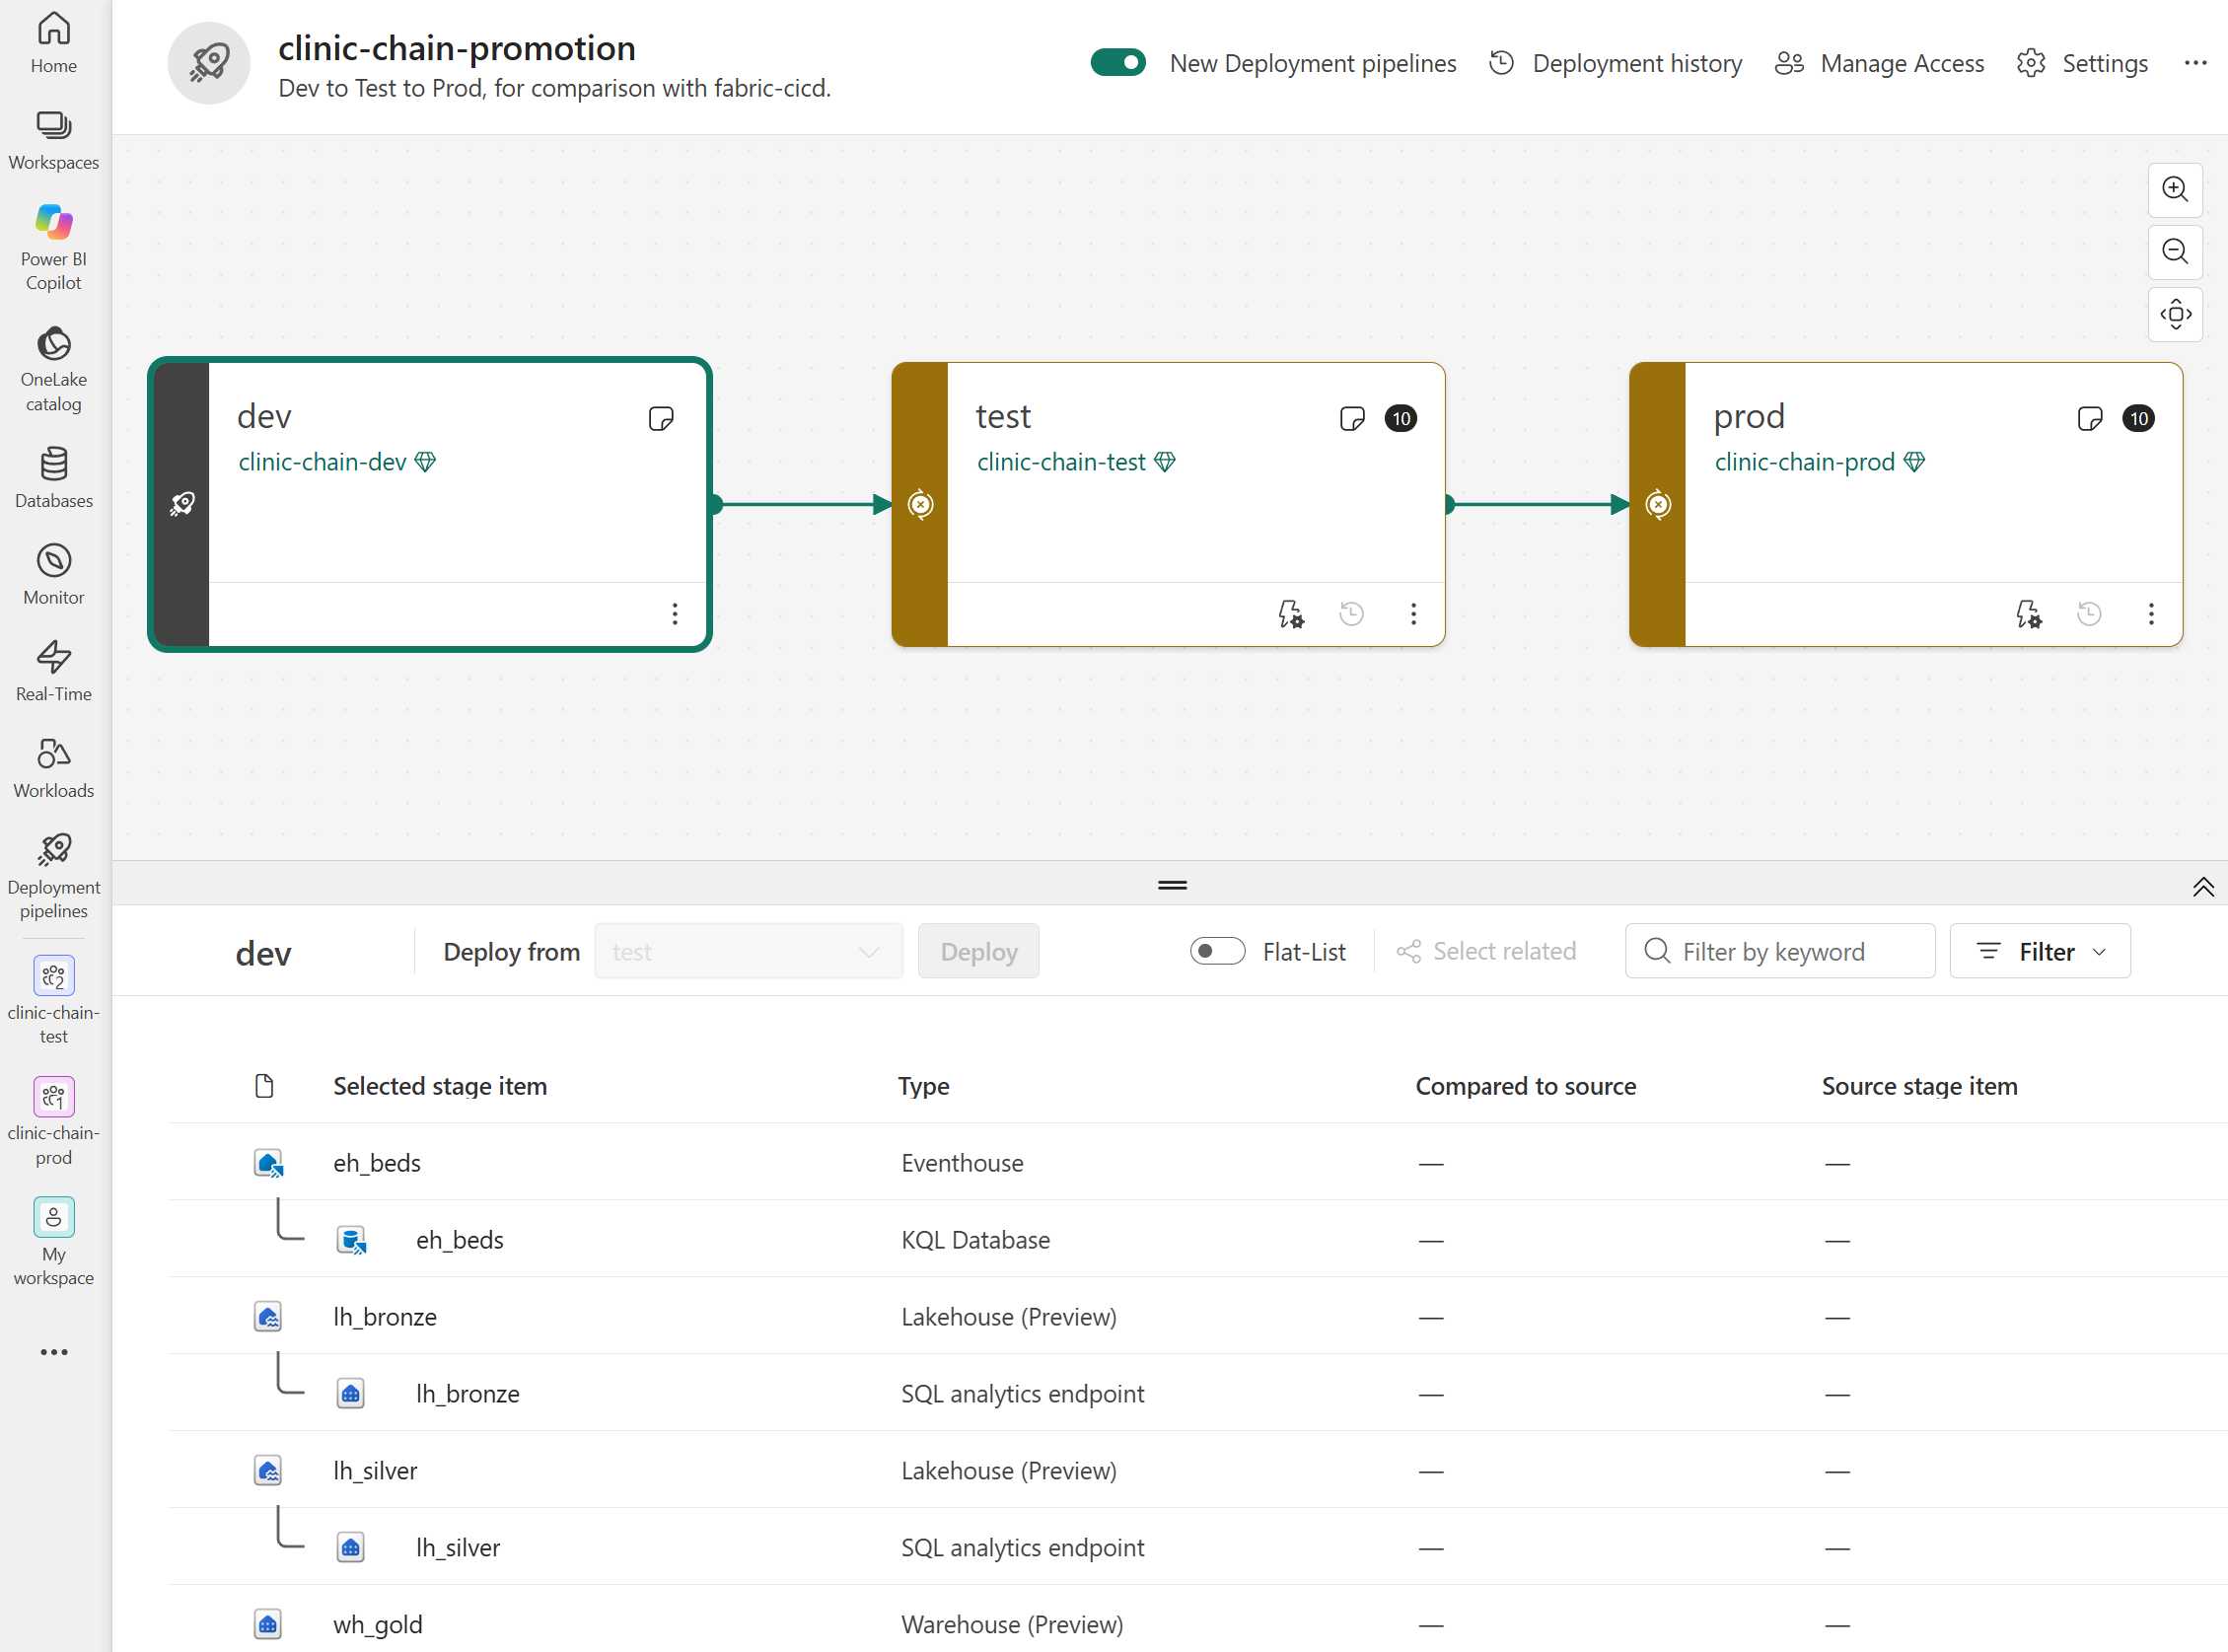 Home
Workspaces
Power BI
Copilot
OneLake
catalog
Databases
Monitor
Real-Time
Workloads
Deployment
pipelines
clinic-chain-
test
clinic-chain-
prod
My
workspace
clinic-chain-promotion
Dev to Test to Prod, for comparison with fabric-cicd.
New Deployment pipelines
Deployment history
Manage Access
Settings
dev
clinic-chain-dev
test
10
clinic-chain-test
prod
10
clinic-chain-prod
dev
Deploy from
test
Deploy
Flat-List
Select related
Filter by keyword
Filter
Selected stage item Type Compared to source Source stage item
eh_beds Eventhouse — —
eh_beds KQL Database — —
lh_bronze Lakehouse (Preview) — —
lh_bronze SQL analytics endpoint — —
lh_silver Lakehouse (Preview) — —
lh_silver SQL analytics endpoint — —
wh_gold Warehouse (Preview) — —